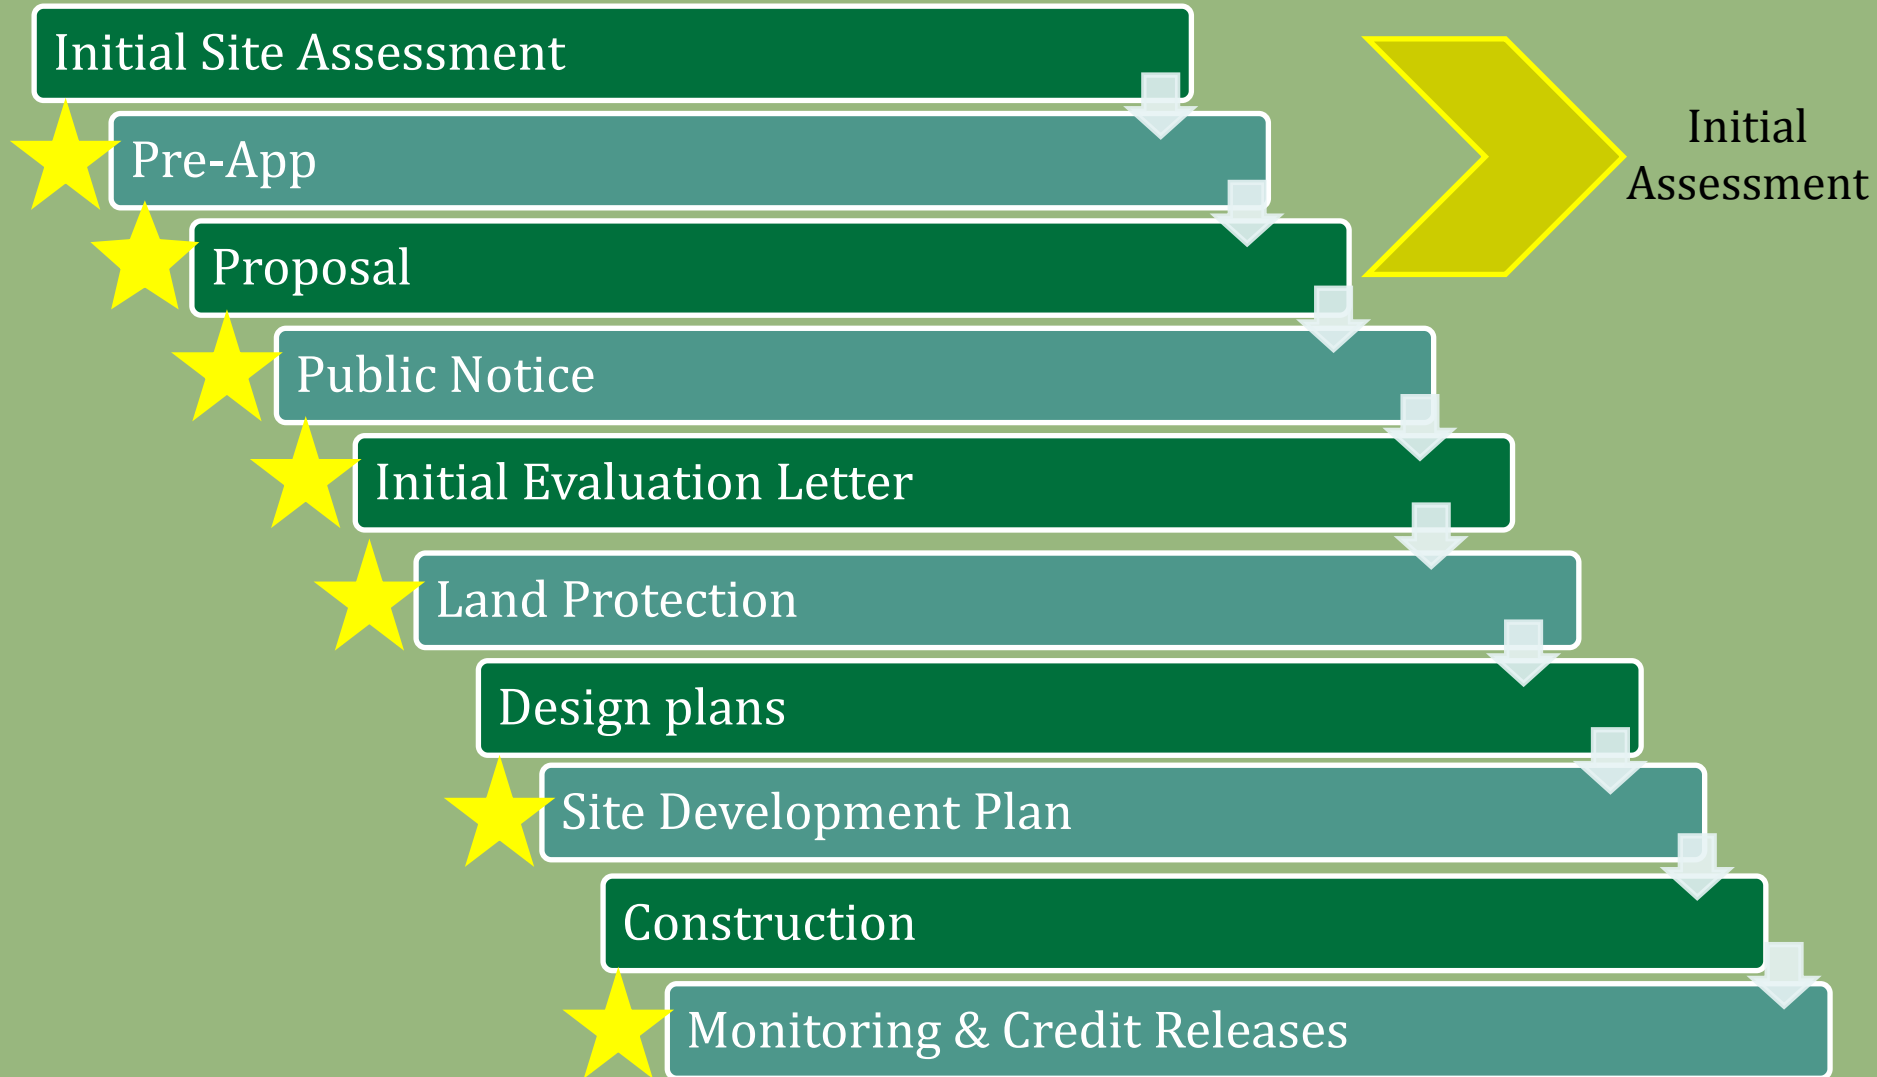 Initial Site Assessment
Pre-App
Proposal
Public Notice
Initial Evaluation Letter
Land Protection
Design plans
Site Development Plan
Construction
Monitoring & Credit Releases
Initial
Assessment